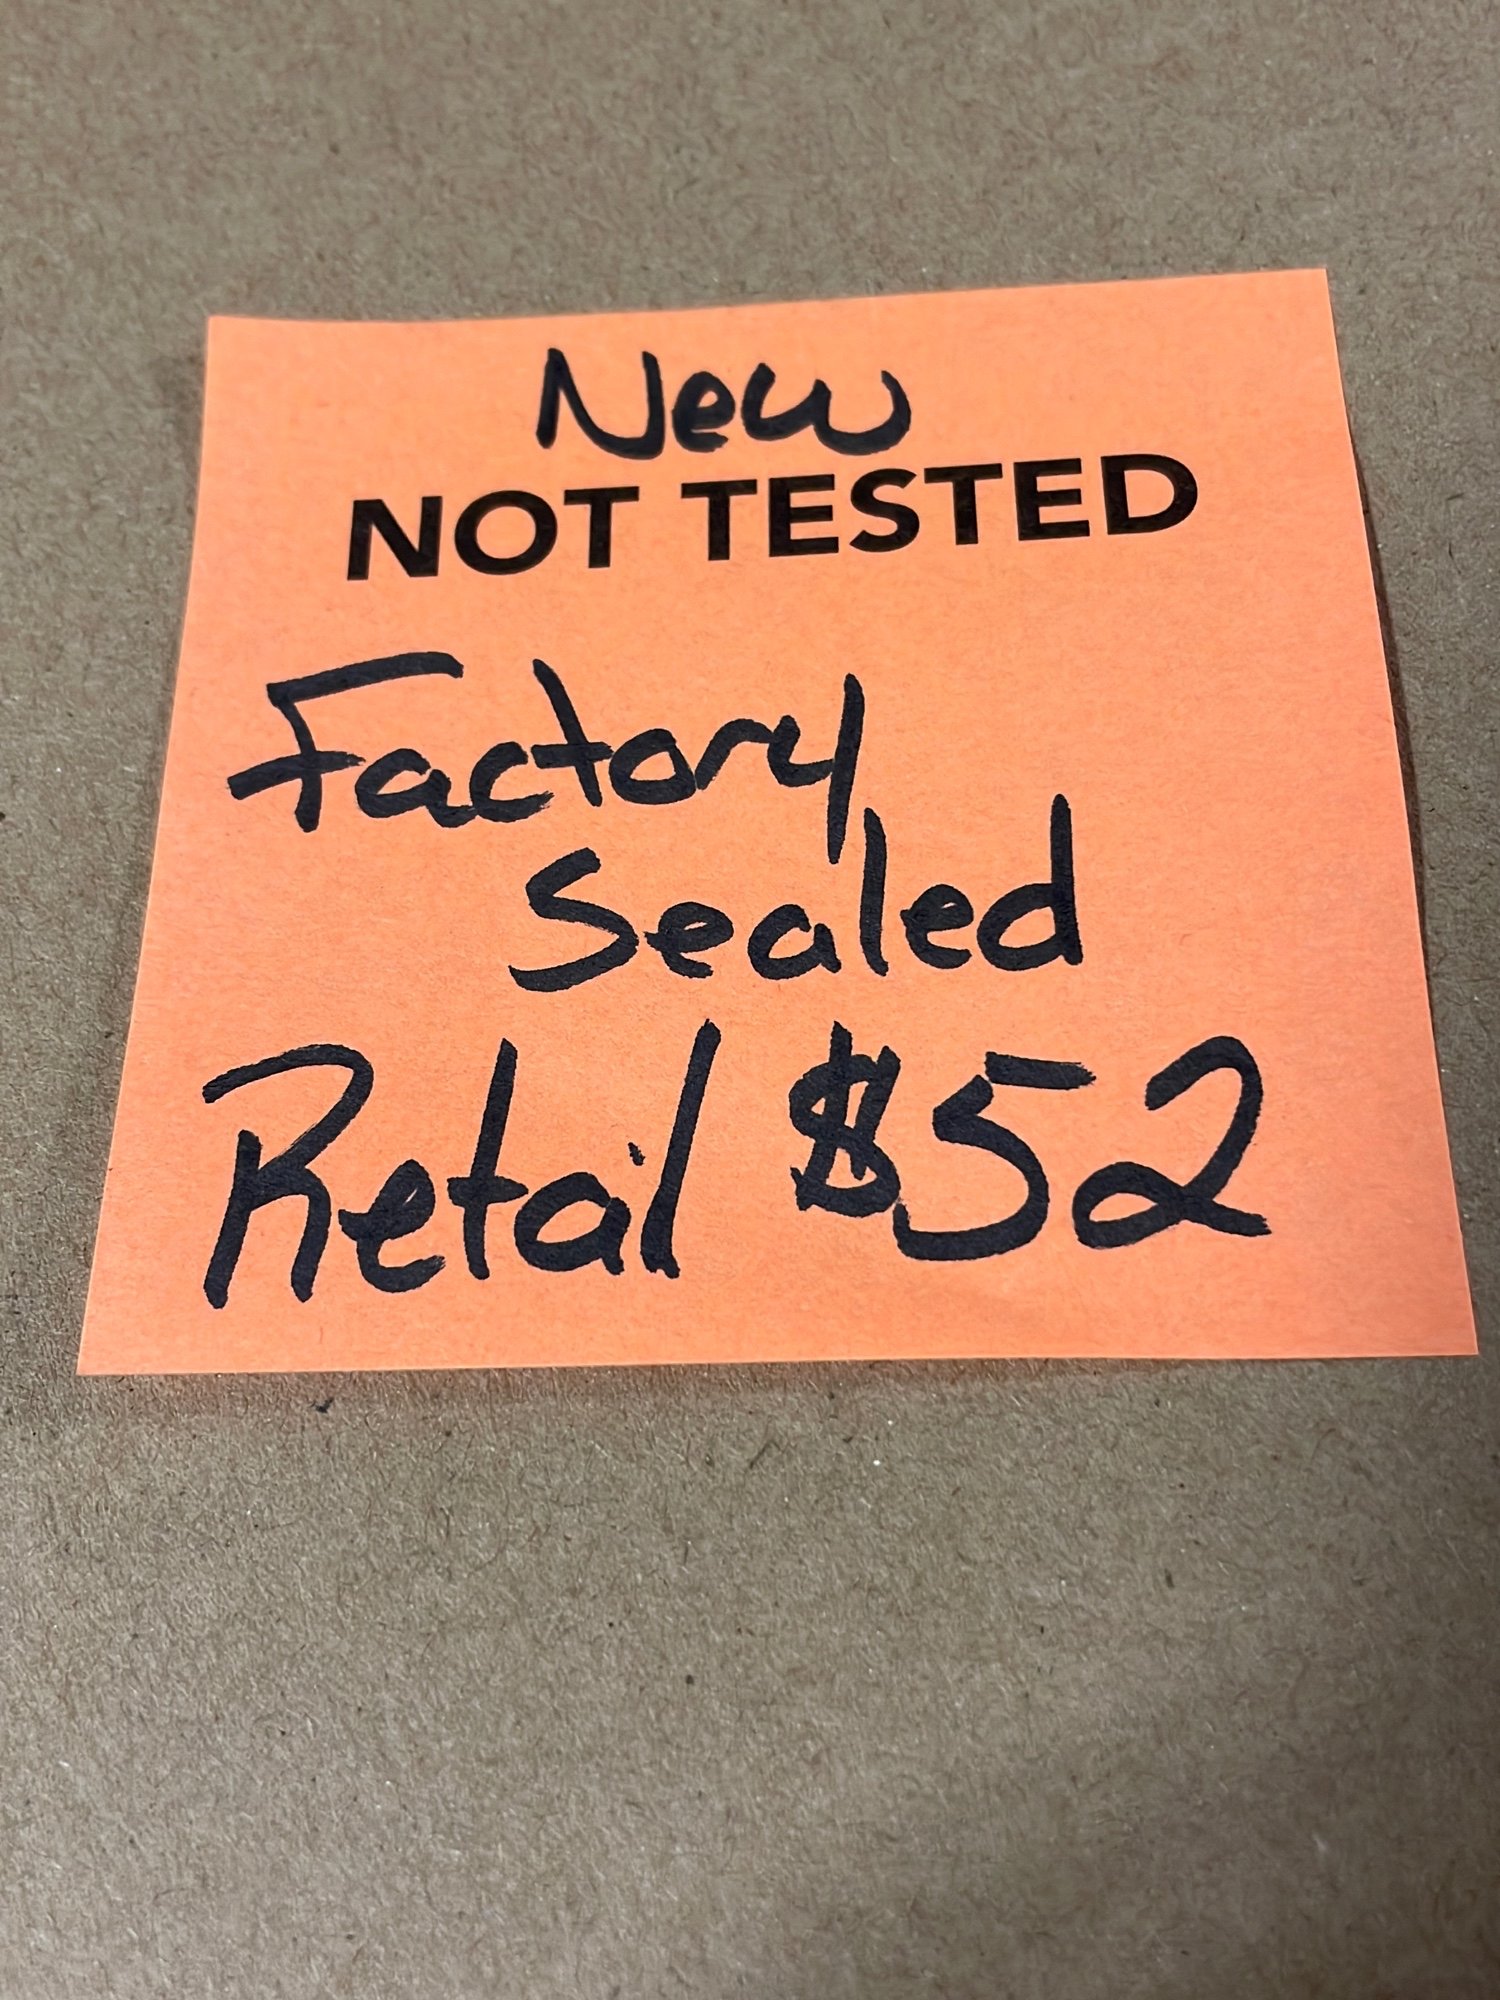 New
NOT TESTED
Factory
Sealed
Retail $52